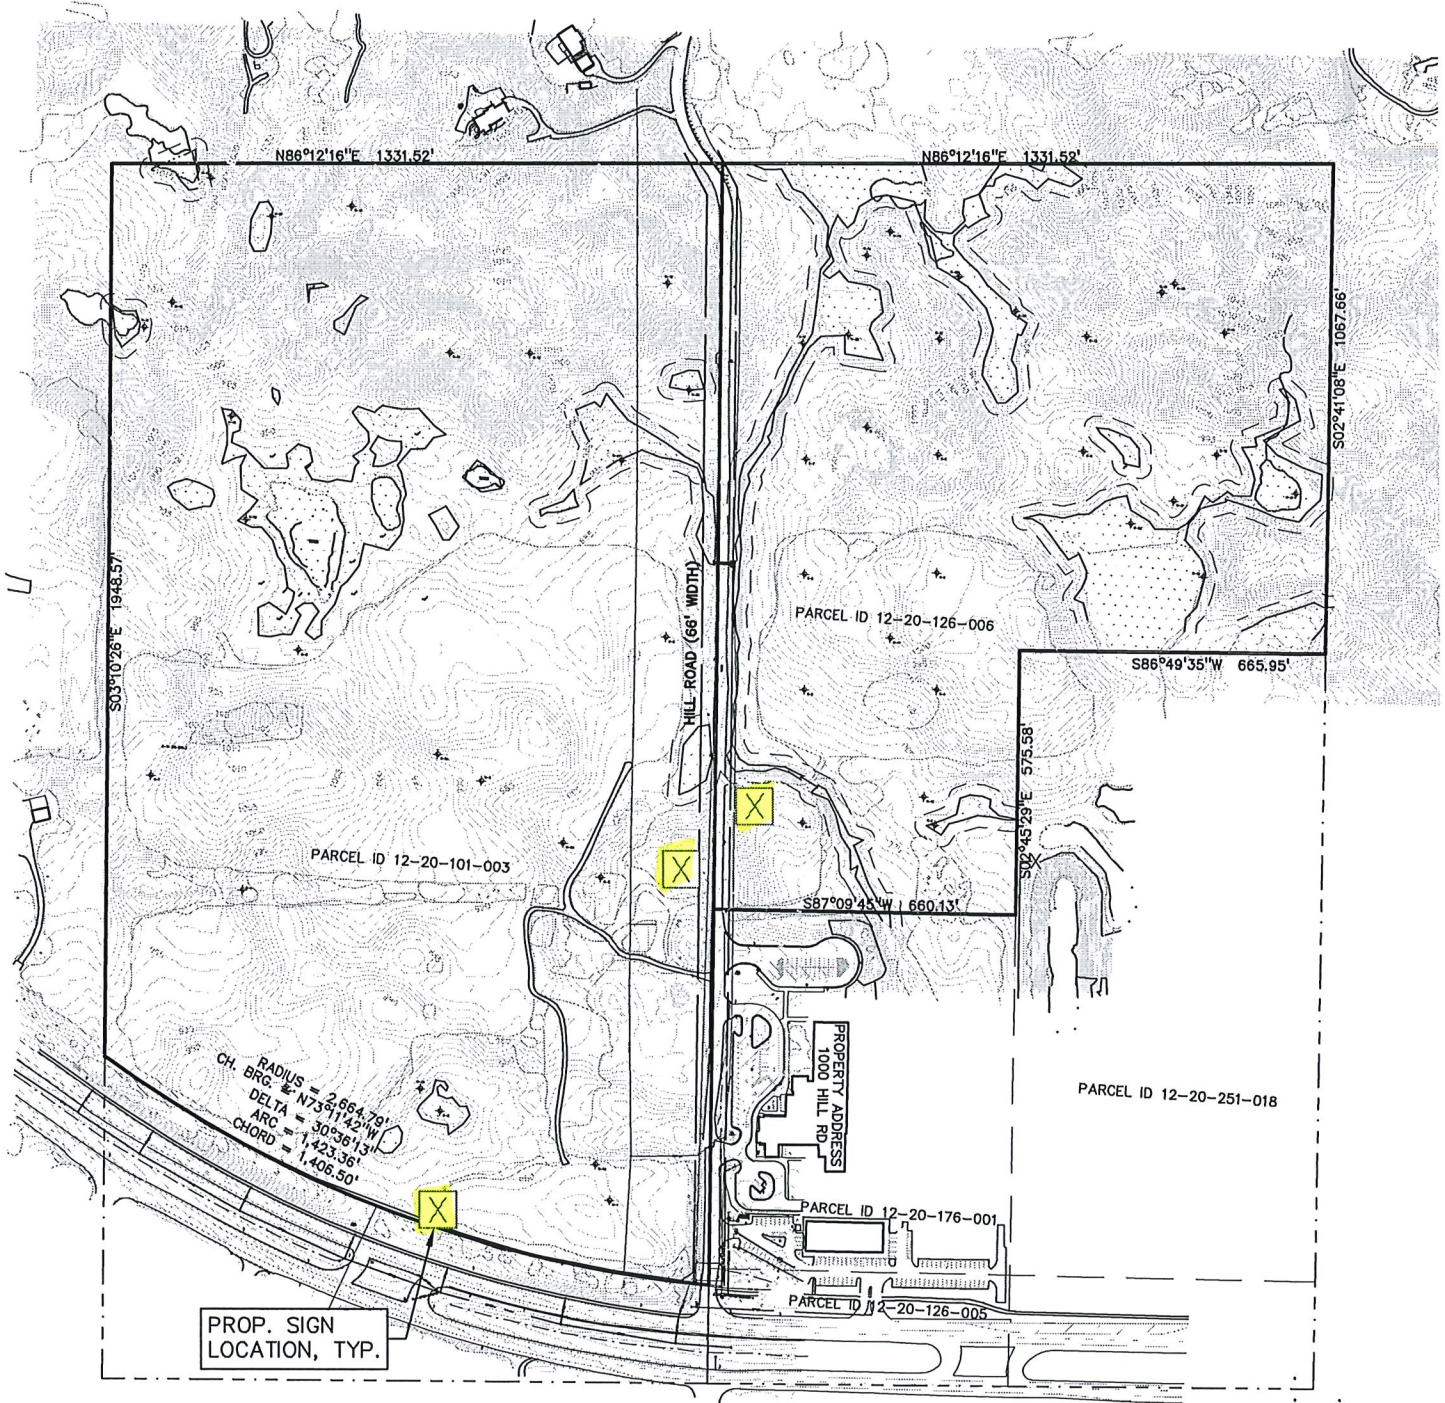 N86°12'16"E 1331.52'
N86°12'16"E 1331.52'
S02°41'08"E 1067.66'
S03°10'26"E 1948.57'
HILL ROAD (66' WIDTH)
PARCEL ID 12-20-126-006
S86°49'35"W 665.95'
S02°45'29"E 575.58'
X
X
PARCEL ID 12-20-101-003
S87°09'45"W 660.13'
RADIUS = 2,664.79'
CH. BRG. = N73°11'42"W
DELTA = 30°36'13"
ARC = 1,423.36'
CHORD = 1,406.50'
PROPERTY ADDRESS
1000 HILL RD
PARCEL ID 12-20-251-018
X
PARCEL ID 12-20-176-001
PARCEL ID 12-20-126-005
PROP. SIGN
LOCATION, TYP.